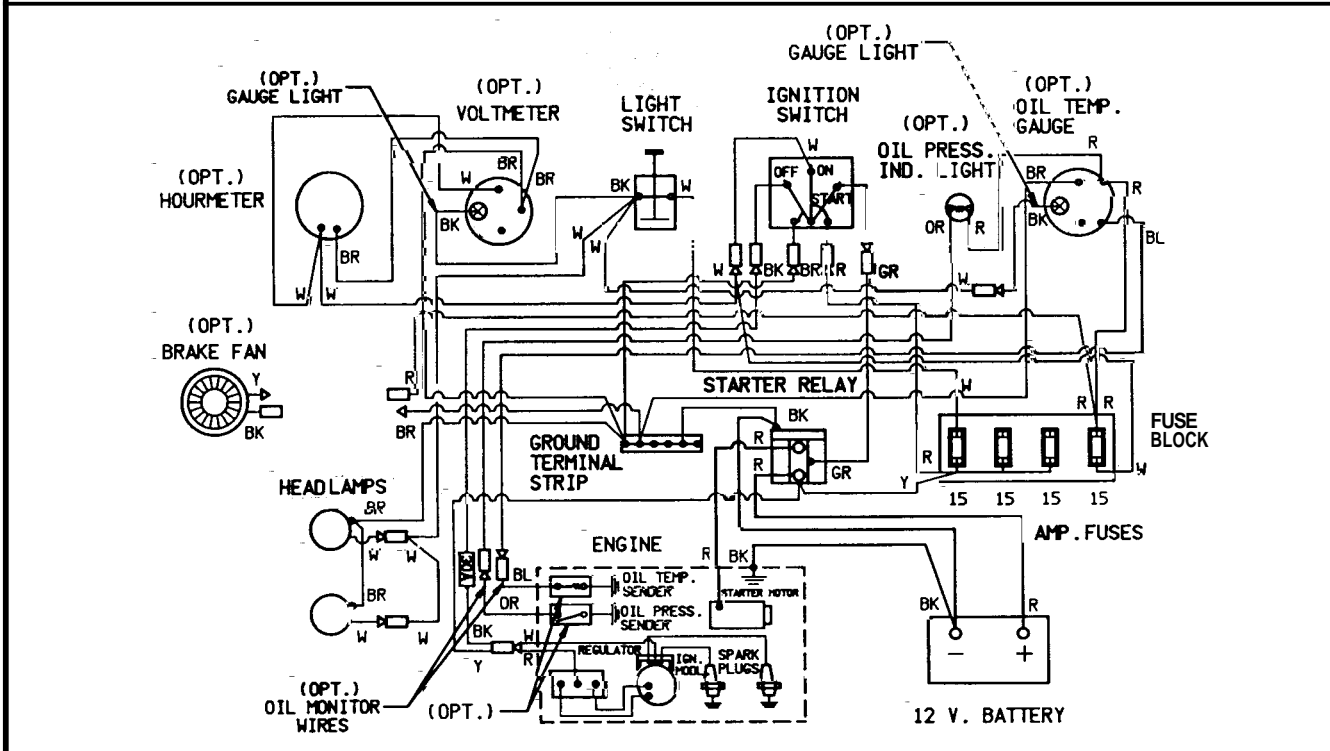 (OPT.)
GAUGE LIGHT
(OPT.)
GAUGE LIGHT
(OPT.)
VOLTMETER
LIGHT
SWITCH
IGNITION
SWITCH
(OPT.)
OIL TEMP.
GAUGE
(OPT.)
OIL PRESS.
IND. LIGHT
(OPT.)
HOURMETER
W
BR
BR
BK
BR
W
W
BK
W
W
W
W
OFF
ON
START
W
BK
BR
R
GR
OR
R
W
BR
BK
R
R
BL
(OPT.)
BRAKE FAN
Y
BK
R
BR
STARTER RELAY
W
R
R
FUSE
BLOCK
R
Y
W
15
15
15
15
AMP. FUSES
GROUND
TERMINAL
STRIP
BK
R
R
GR
HEADLAMPS
BR
W
W
BR
W
W
30A
BL
OR
BK
W
Y
R
ENGINE
R
BK
OIL TEMP.
SENDER
OIL PRESS.
SENDER
STARTER MOTOR
REGULATOR
IGN.
MODL
SPARK
PLUGS
(OPT.)
OIL MONITOR
WIRES
(OPT.)
BK
R
-
+
12 V. BATTERY